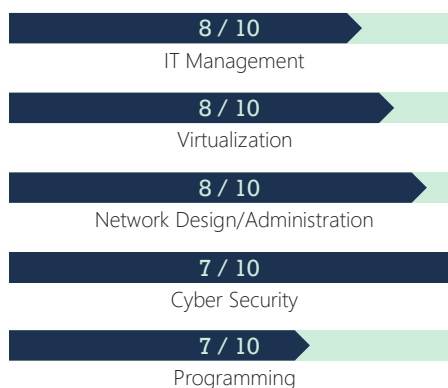 8 / 10
IT Management
8 / 10
Virtualization
8 / 10
Network Design/Administration
7 / 10
Cyber Security
7 / 10
Programming